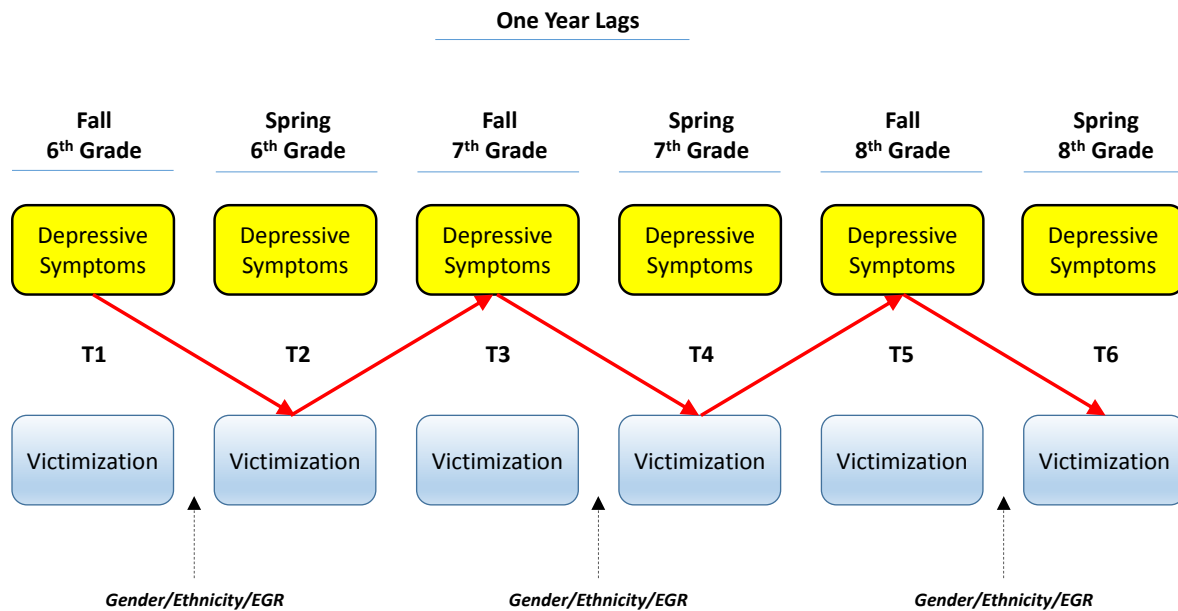 One Year Lags
Fall
6th Grade
Spring
6th Grade
Fall
7th Grade
Spring
7th Grade
Fall
8th Grade
Spring
8th Grade
Depressive
Symptoms
Depressive
Symptoms
Depressive
Symptoms
Depressive
Symptoms
Depressive
Symptoms
Depressive
Symptoms
T1
T2
T3
T4
T5
T6
Victimization
Victimization
Victimization
Victimization
Victimization
Victimization
Gender/Ethnicity/EGR
Gender/Ethnicity/EGR
Gender/Ethnicity/EGR